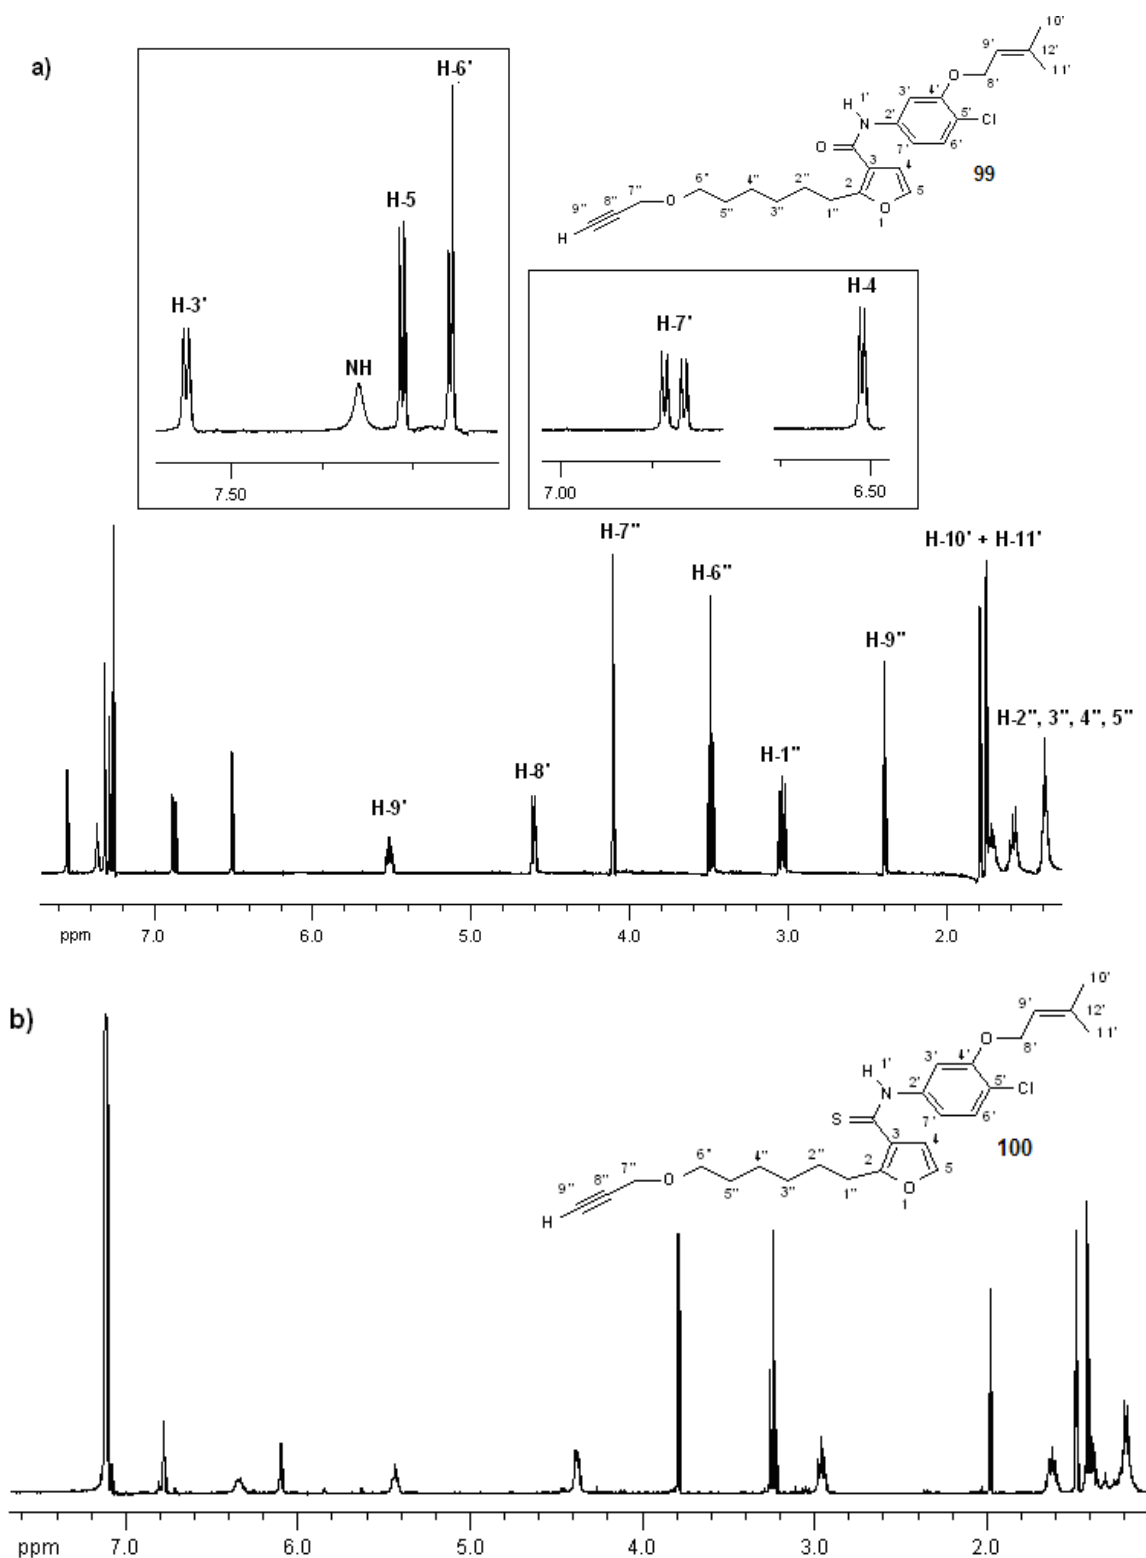 a)
H-3'
NH
H-5
H-6'
7.50
10'
9'
12'
11'
O
8'
H
1'
3'
4'
N
2'
5'
Cl
O
7'
6'
3
4
99
7"
6"
4"
2"
2
5
9"
8"
O
5"
3"
1"
O
1
H
H-7'
H-4
7.00
6.50
H-7"
H-10' + H-11'
H-6"
H-9"
H-2", 3", 4", 5"
H-1"
H-8'
H-9'
ppm 7.0 6.0 5.0 4.0 3.0 2.0
b)
10'
9'
12'
11'
O
8'
H
1'
3'
4'
N
2'
5'
Cl
S
7'
6'
3
4
100
7"
6"
4"
2"
2
5
9"
8"
O
5"
3"
1"
O
1
H
ppm 7.0 6.0 5.0 4.0 3.0 2.0